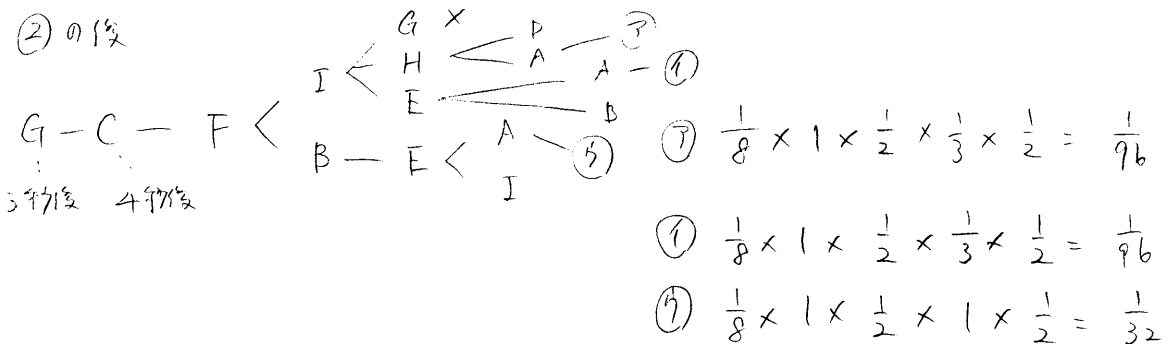 ②の後
G ×
I < H < D
A — ㋐
E
A — ㋑
B
G — C — F <
B — E < A — ㋒
I
3秒後 4秒後
㋐ 1/8 × 1 × 1/2 × 1/3 × 1/2 = 1/96
㋑ 1/8 × 1 × 1/2 × 1/3 × 1/2 = 1/96
㋒ 1/8 × 1 × 1/2 × 1 × 1/2 = 1/32